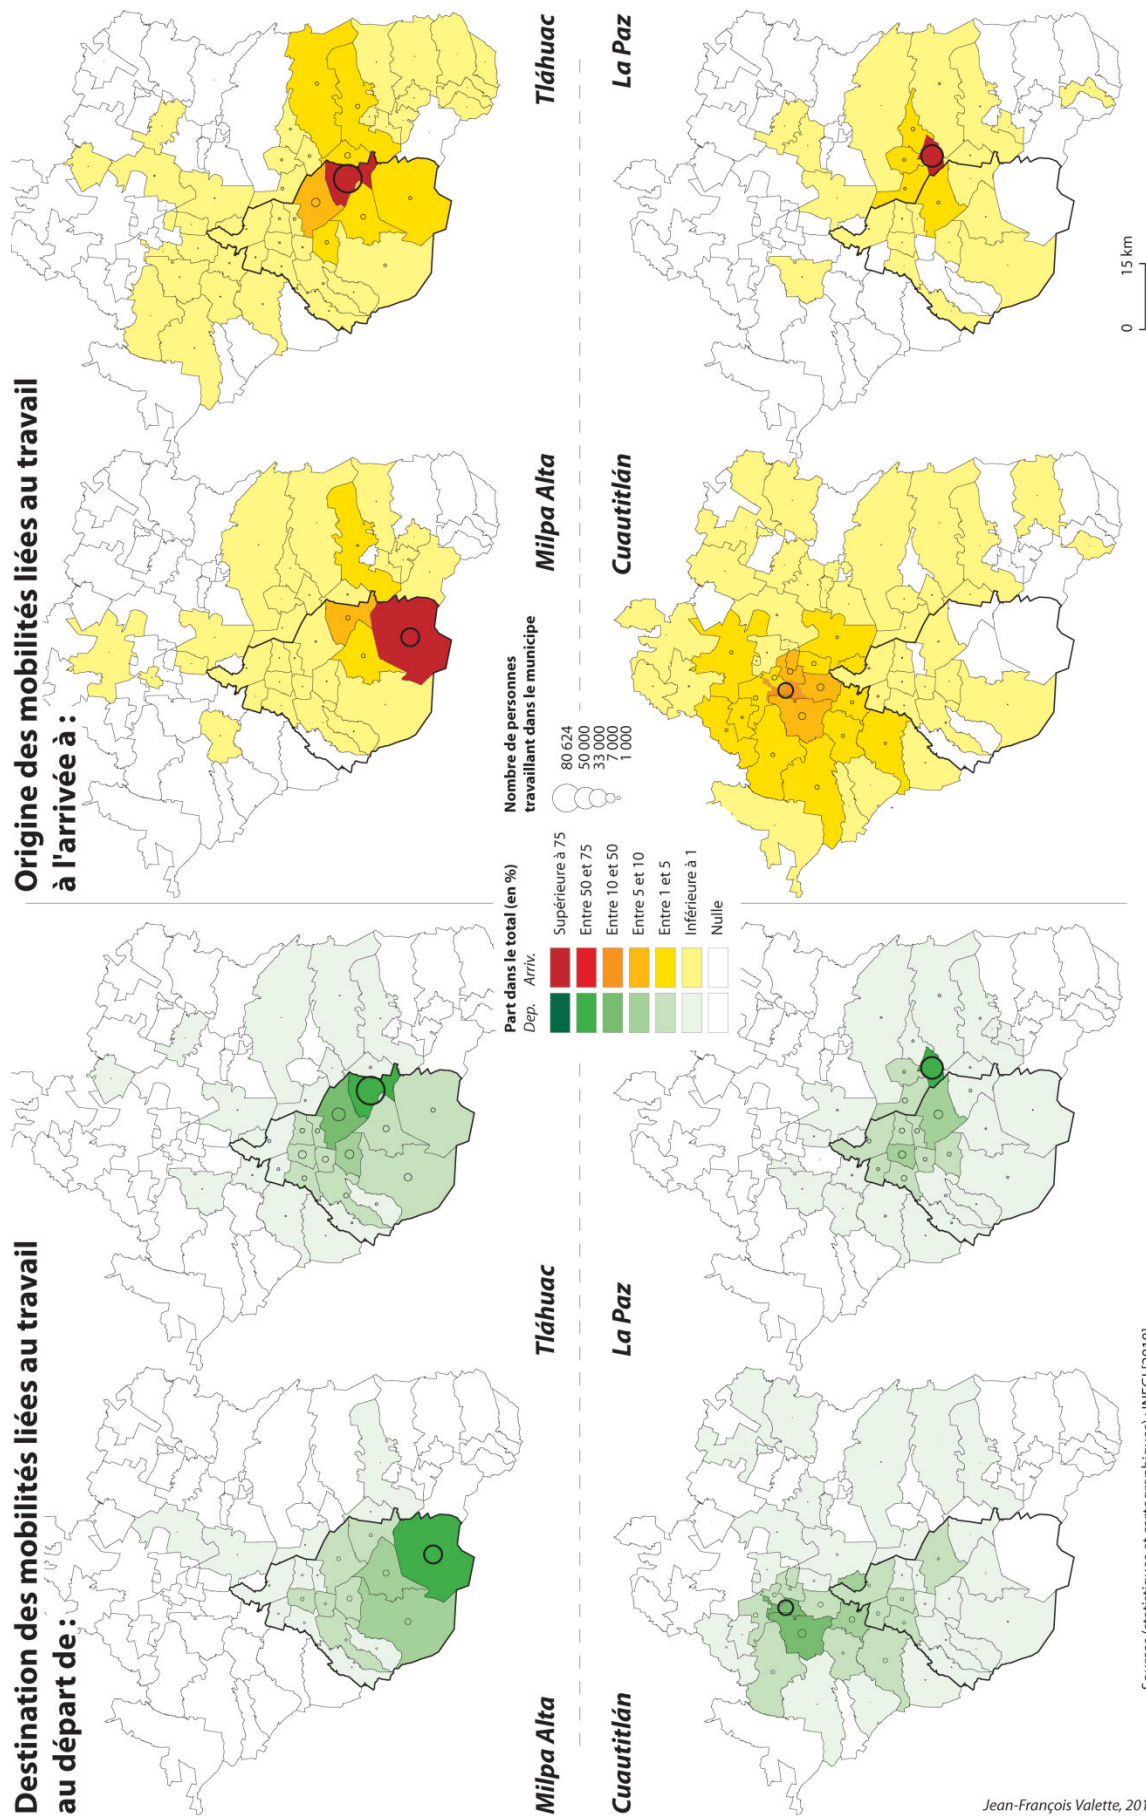 Destination des mobilités liées au travail
au départ de :
Origine des mobilités liées au travail
à l'arrivée à :
Milpa Alta
Tláhuac
Milpa Alta
Tláhuac
Part dans le total (en %)
Dep. Arriv.
Supérieure à 75
Entre 50 et 75
Entre 10 et 50
Entre 5 et 10
Entre 1 et 5
Inférieure à 1
Nulle
Nombre de personnes
travaillant dans le municipe
80 624
50 000
33 000
7 000
1 000
Cuautitlán
La Paz
Cuautitlán
La Paz
0 15 km
Jean-François Valette, 201